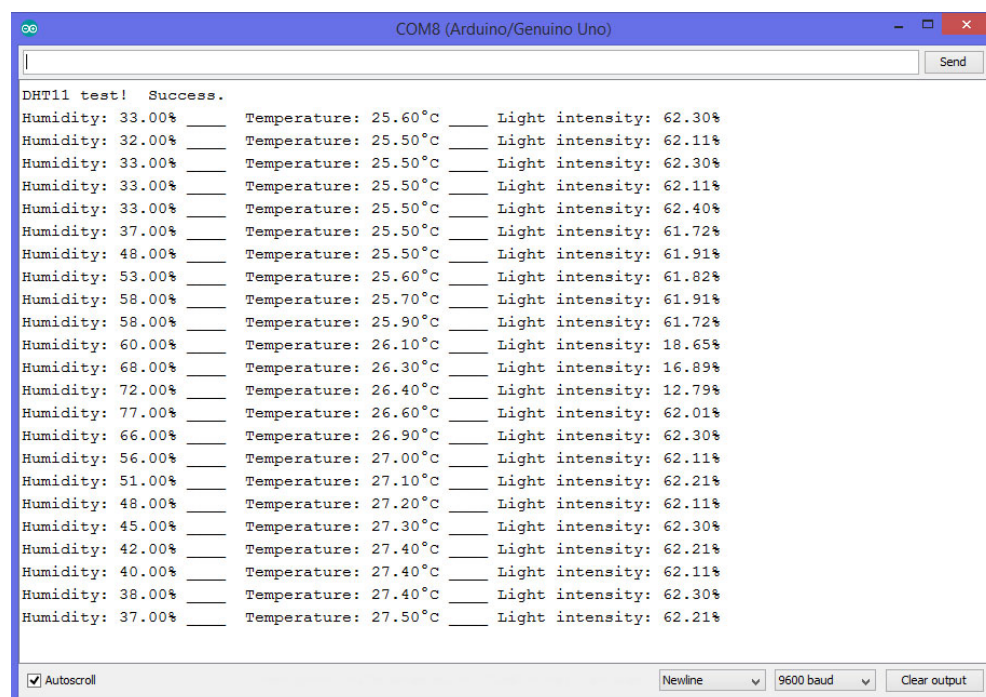 COM8 (Arduino/Genuino Uno)
Send
DHT11 test!  Success.
Humidity: 33.00% ____  Temperature: 25.60°C ____ Light intensity: 62.30%
Humidity: 32.00% ____  Temperature: 25.50°C ____ Light intensity: 62.11%
Humidity: 33.00% ____  Temperature: 25.50°C ____ Light intensity: 62.30%
Humidity: 33.00% ____  Temperature: 25.50°C ____ Light intensity: 62.11%
Humidity: 33.00% ____  Temperature: 25.50°C ____ Light intensity: 62.40%
Humidity: 37.00% ____  Temperature: 25.50°C ____ Light intensity: 61.72%
Humidity: 48.00% ____  Temperature: 25.50°C ____ Light intensity: 61.91%
Humidity: 53.00% ____  Temperature: 25.60°C ____ Light intensity: 61.82%
Humidity: 58.00% ____  Temperature: 25.70°C ____ Light intensity: 61.91%
Humidity: 58.00% ____  Temperature: 25.90°C ____ Light intensity: 61.72%
Humidity: 60.00% ____  Temperature: 26.10°C ____ Light intensity: 18.65%
Humidity: 68.00% ____  Temperature: 26.30°C ____ Light intensity: 16.89%
Humidity: 72.00% ____  Temperature: 26.40°C ____ Light intensity: 12.79%
Humidity: 77.00% ____  Temperature: 26.60°C ____ Light intensity: 62.01%
Humidity: 66.00% ____  Temperature: 26.90°C ____ Light intensity: 62.30%
Humidity: 56.00% ____  Temperature: 27.00°C ____ Light intensity: 62.11%
Humidity: 51.00% ____  Temperature: 27.10°C ____ Light intensity: 62.21%
Humidity: 48.00% ____  Temperature: 27.20°C ____ Light intensity: 62.11%
Humidity: 45.00% ____  Temperature: 27.30°C ____ Light intensity: 62.30%
Humidity: 42.00% ____  Temperature: 27.40°C ____ Light intensity: 62.21%
Humidity: 40.00% ____  Temperature: 27.40°C ____ Light intensity: 62.11%
Humidity: 38.00% ____  Temperature: 27.40°C ____ Light intensity: 62.30%
Humidity: 37.00% ____  Temperature: 27.50°C ____ Light intensity: 62.21%
Autoscroll Newline 9600 baud Clear output